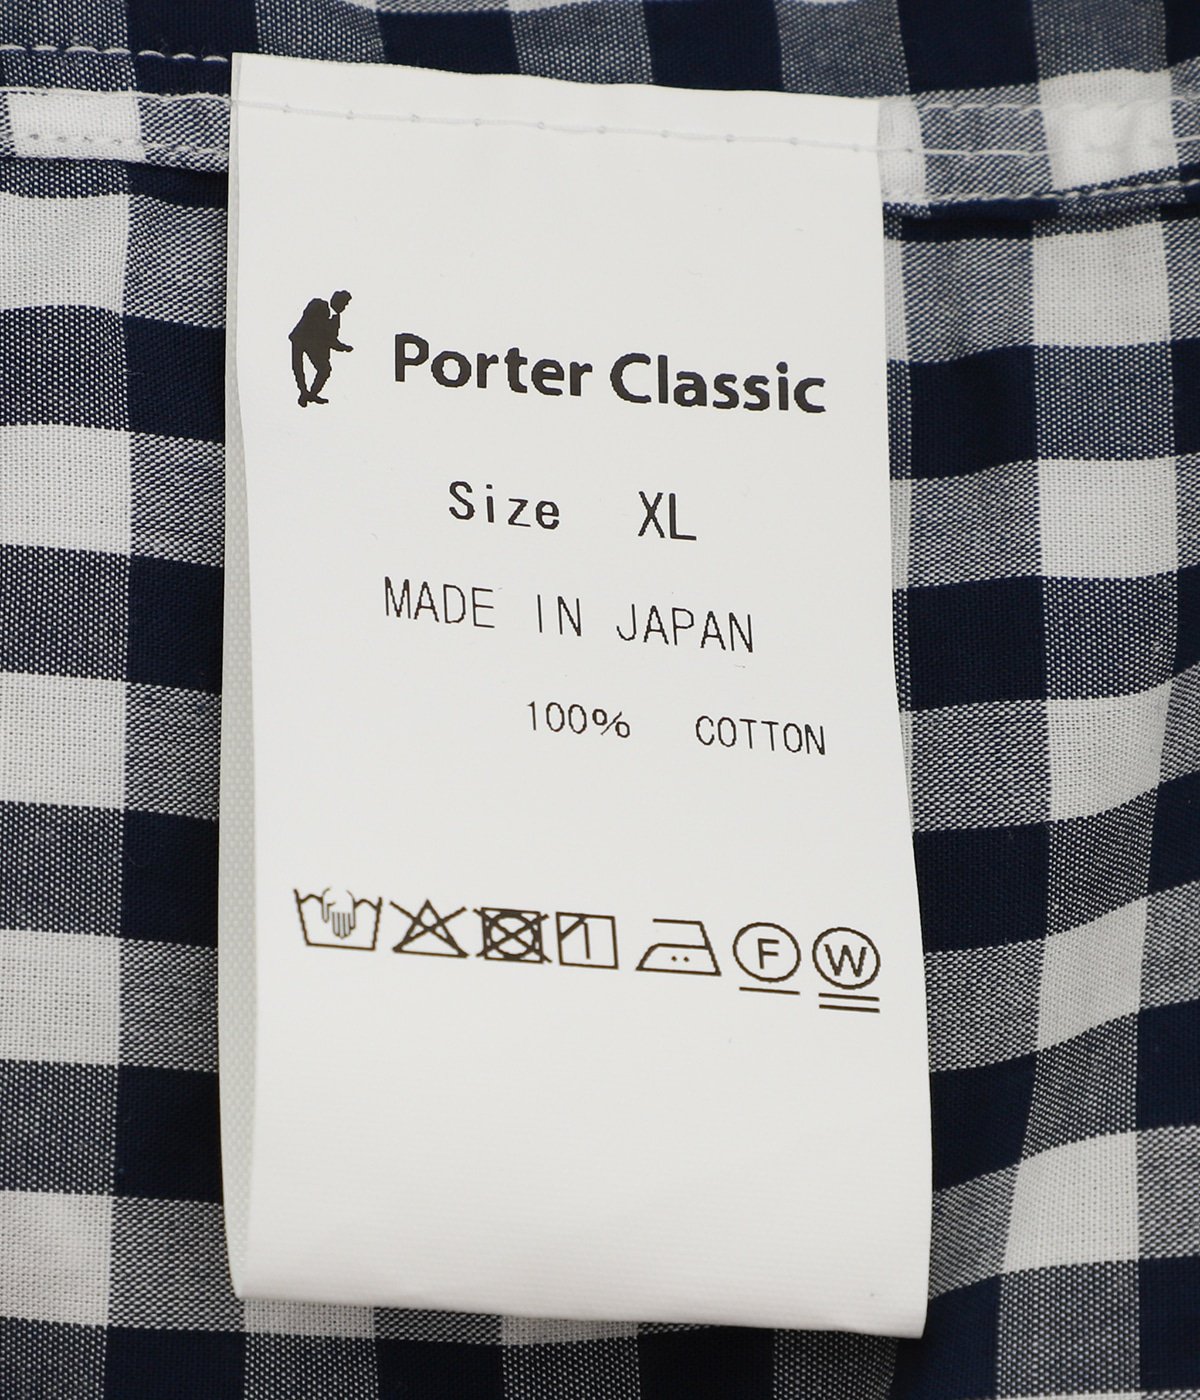 Porter Classic
Size XL
MADE IN JAPAN
100% COTTON
F W